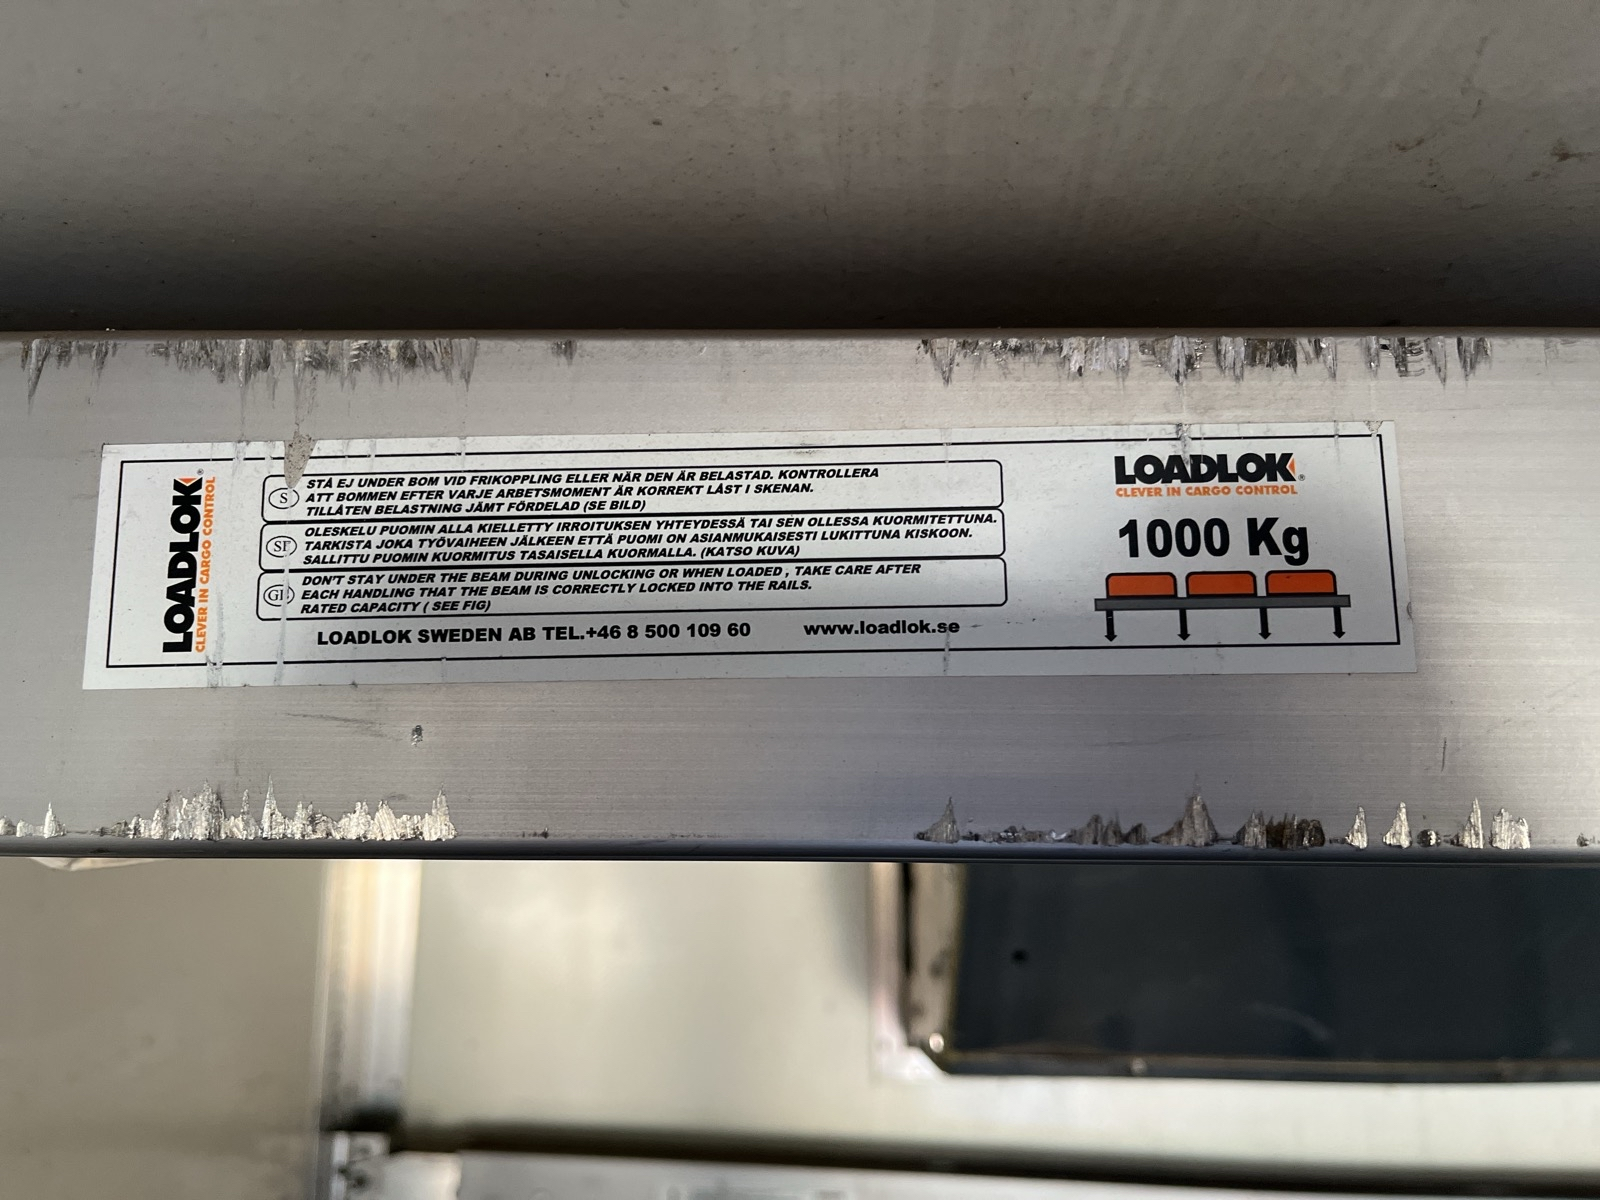 LOADLOK®
CLEVER IN CARGO CONTROL
S
STÅ EJ UNDER BOM VID FRIKOPPLING ELLER NÄR DEN ÄR BELASTAD. KONTROLLERA
ATT BOMMEN EFTER VARJE ARBETSMOMENT ÄR KORREKT LÅST I SKENAN.
TILLÅTEN BELASTNING JÄMT FÖRDELAD (SE BILD)
SF
OLESKELU PUOMIN ALLA KIELLETTY IRROITUKSEN YHTEYDESSÄ TAI SEN OLLESSA KUORMITETTUNA.
TARKISTA JOKA TYÖVAIHEEN JÄLKEEN ETTÄ PUOMI ON ASIANMUKAISESTI LUKITTUNA KISKOON.
SALLITTU PUOMIN KUORMITUS TASAISELLA KUORMALLA. (KATSO KUVA)
GB
DON'T STAY UNDER THE BEAM DURING UNLOCKING OR WHEN LOADED , TAKE CARE AFTER
EACH HANDLING THAT THE BEAM IS CORRECTLY LOCKED INTO THE RAILS.
RATED CAPACITY ( SEE FIG)
LOADLOK SWEDEN AB TEL.+46 8 500 109 60 www.loadlok.se
LOADLOK®
CLEVER IN CARGO CONTROL
1000 Kg